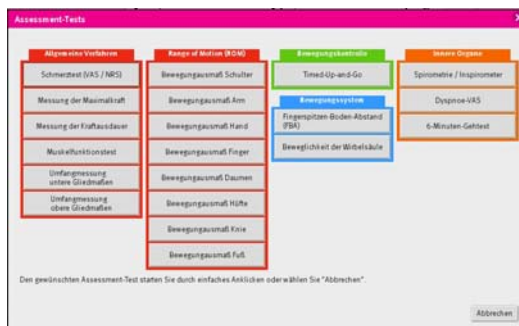 Assessment-Tests
Allgemeine Verfahren
Schmerztest (VAS / NRS)
Messung der Maximalkraft
Messung der Kraftausdauer
Muskelfunktionstest
Umfangmessung
untere Gliedmaßen
Umfangmessung
obere Gliedmaßen
Range of Motion (ROM)
Bewegungsausmaß Schulter
Bewegungsausmaß Arm
Bewegungsausmaß Hand
Bewegungsausmaß Finger
Bewegungsausmaß Daumen
Bewegungsausmaß Hüfte
Bewegungsausmaß Knie
Bewegungsausmaß Fuß
Bewegungskontrolle
Timed-Up-and-Go
Bewegungssystem
Fingerspitzen-Boden-Abstand
(FBA)
Beweglichkeit der Wirbelsäule
Innere Organe
Spirometrie / Inspirometer
Dyspnoe-VAS
6-Minuten-Gehtest
Den gewünschten Assessment-Test starten Sie durch einfaches Anklicken oder wählen Sie "Abbrechen".
Abbrechen